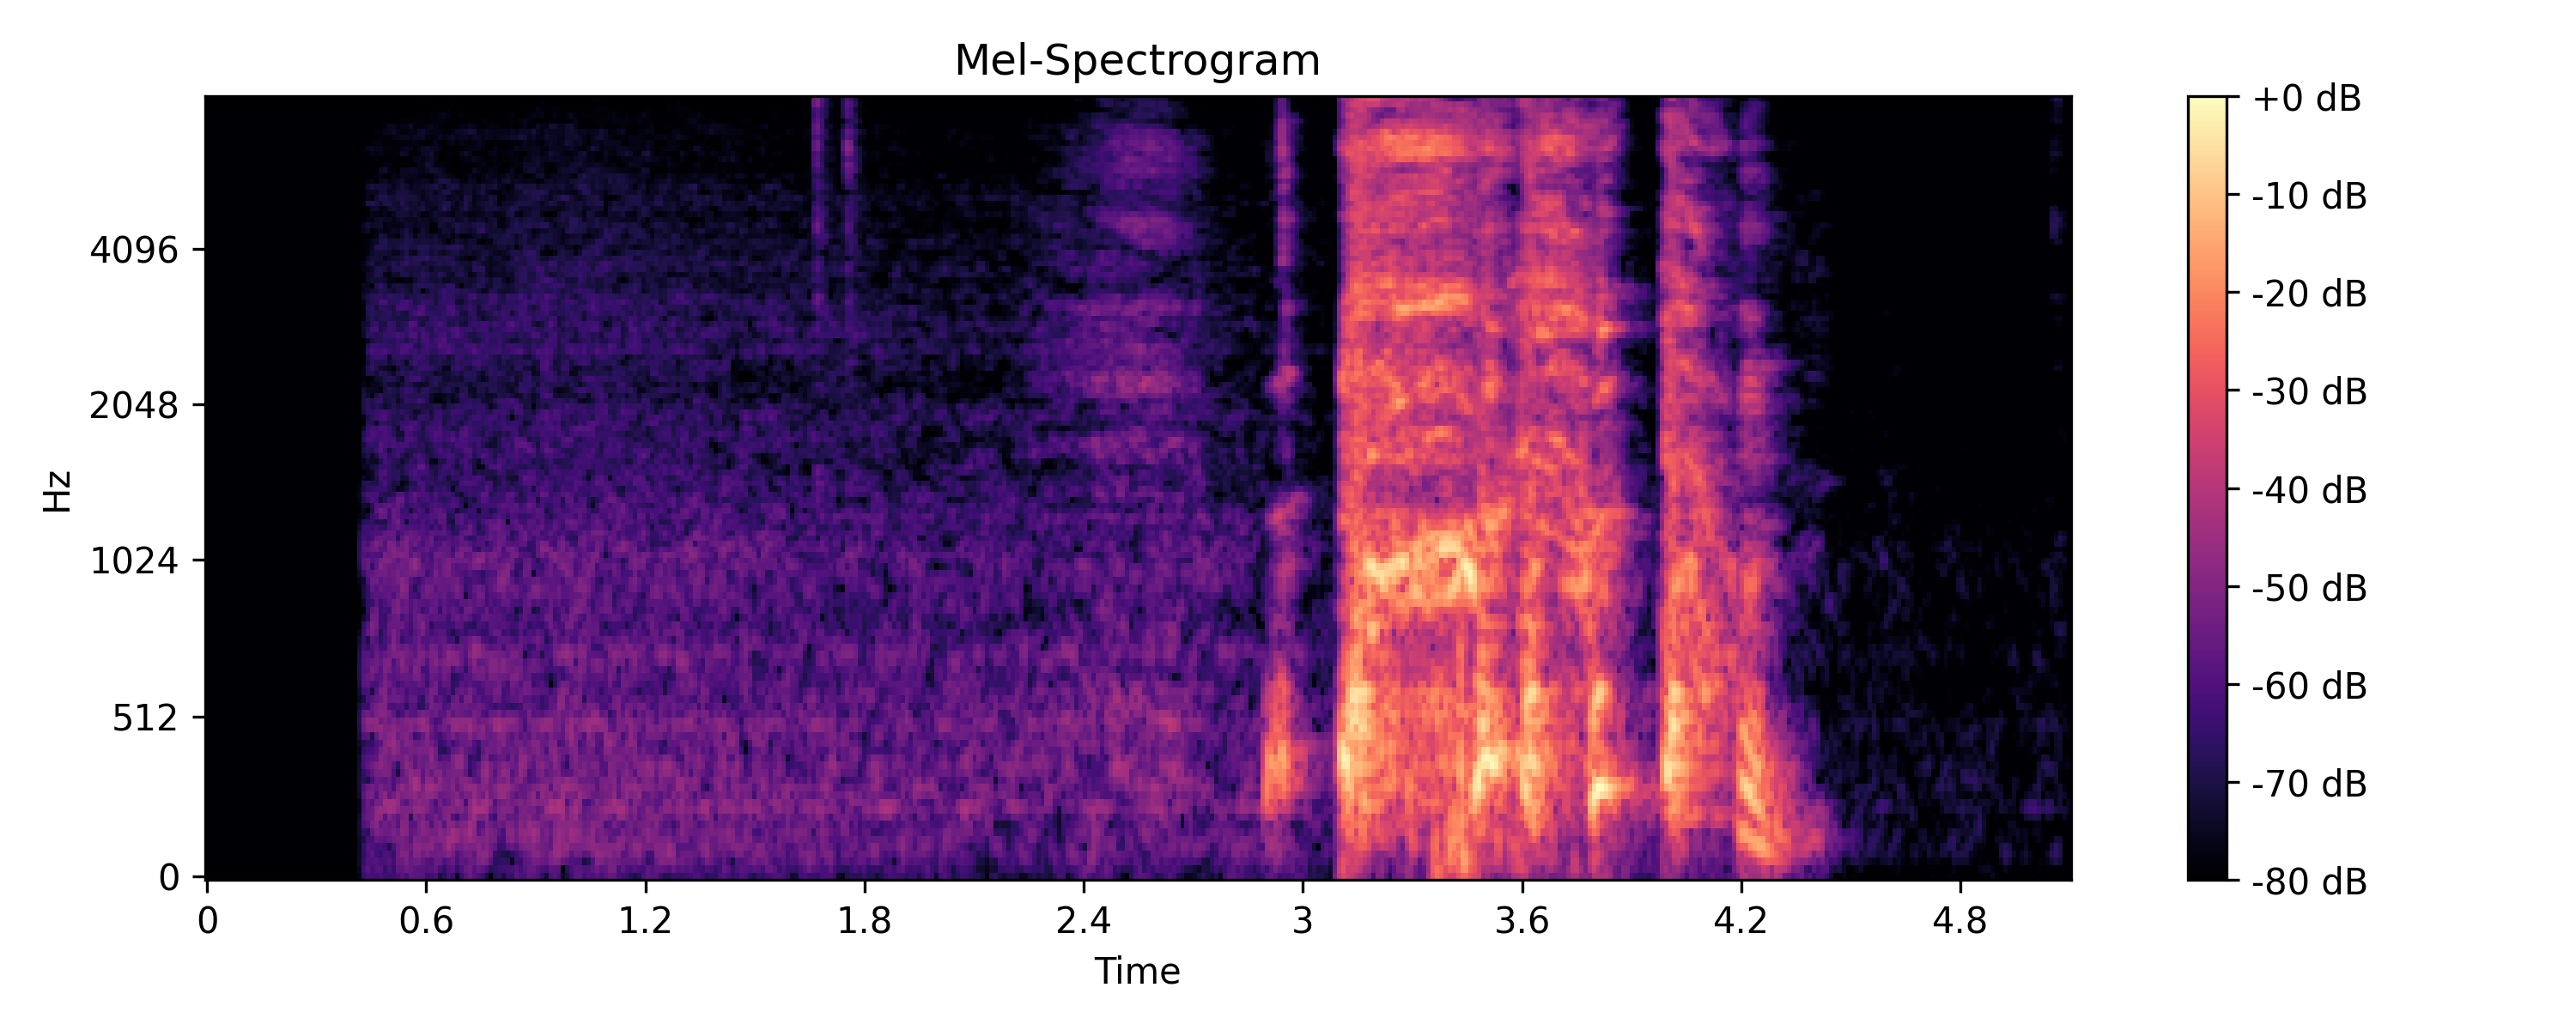 Mel-Spectrogram
+0 dB
-10 dB
-20 dB
-30 dB
-40 dB
-50 dB
-60 dB
-70 dB
-80 dB
4096
2048
1024
512
0
Hz
0 0.6 1.2 1.8 2.4 3 3.6 4.2 4.8
Time